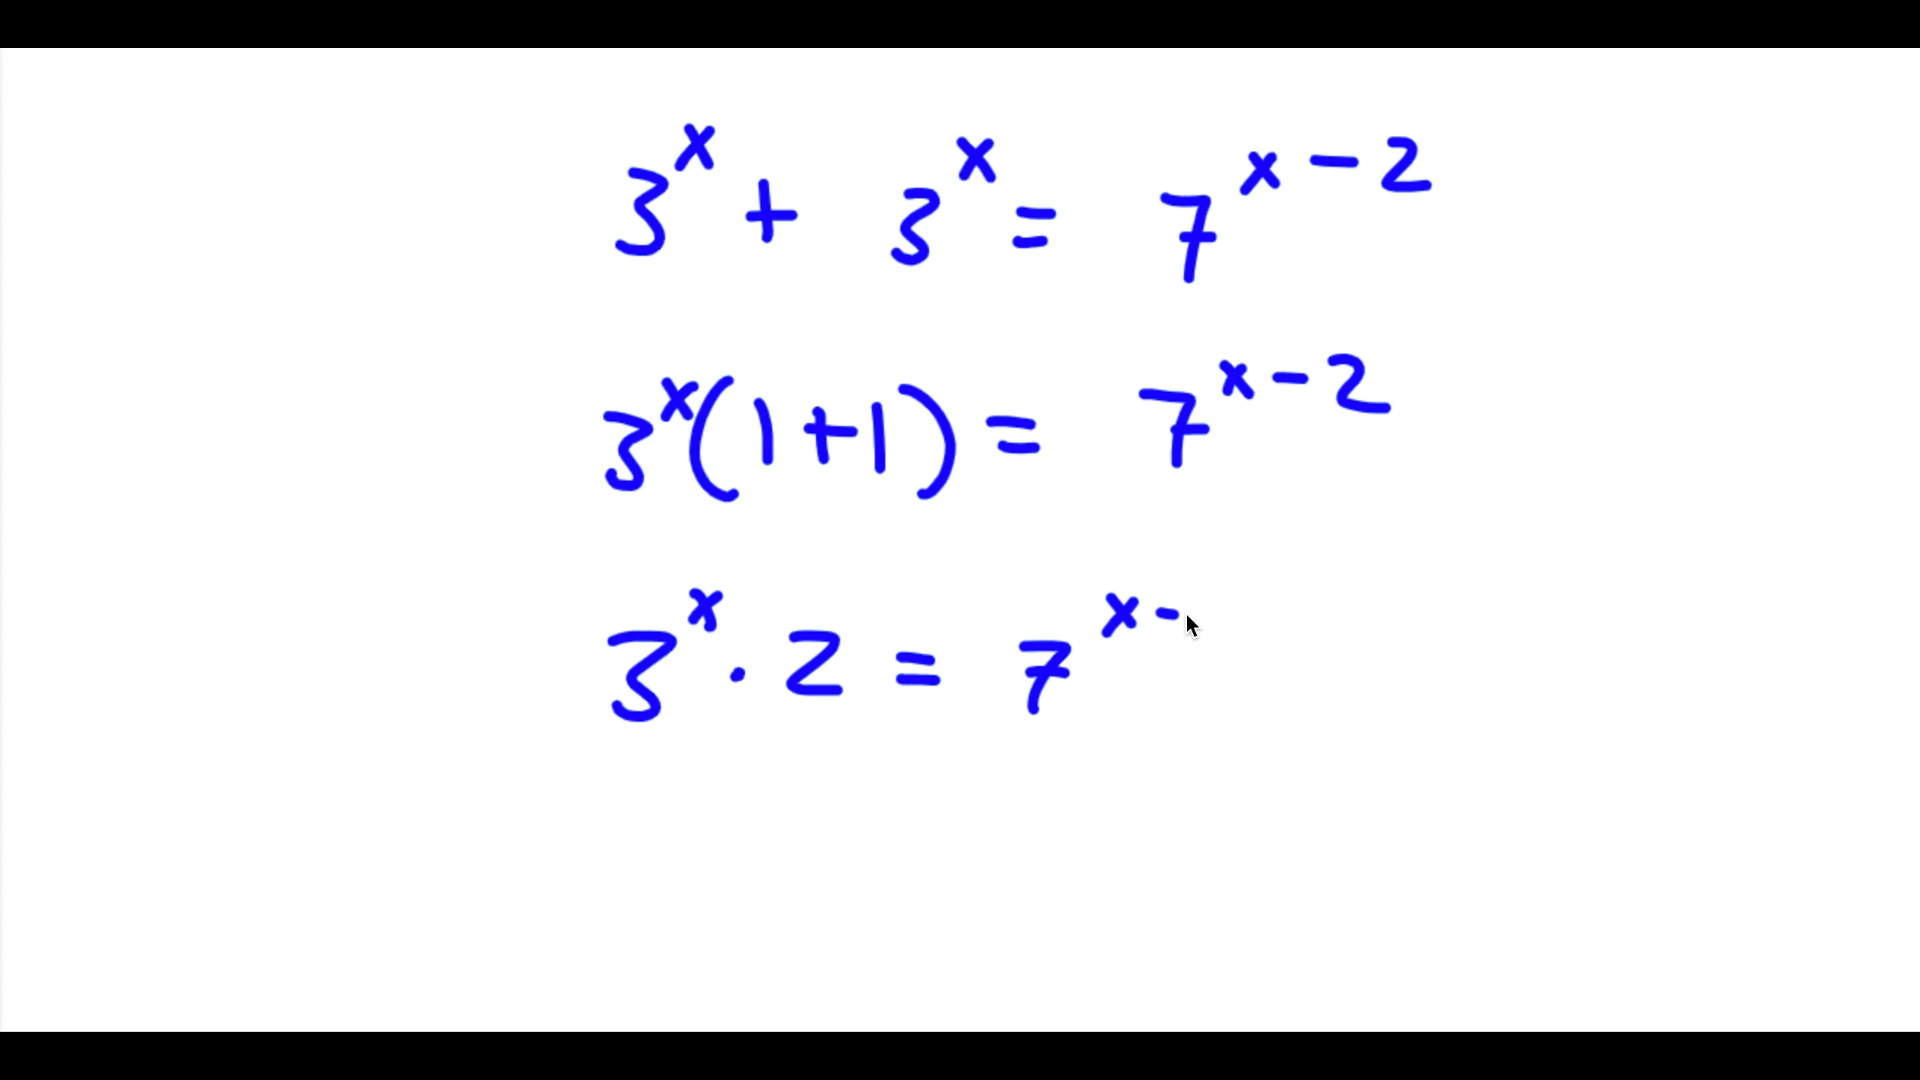 3^x + 3^x = 7^x-2
3^x(1+1) = 7^x-2
3^x · 2 = 7^x-